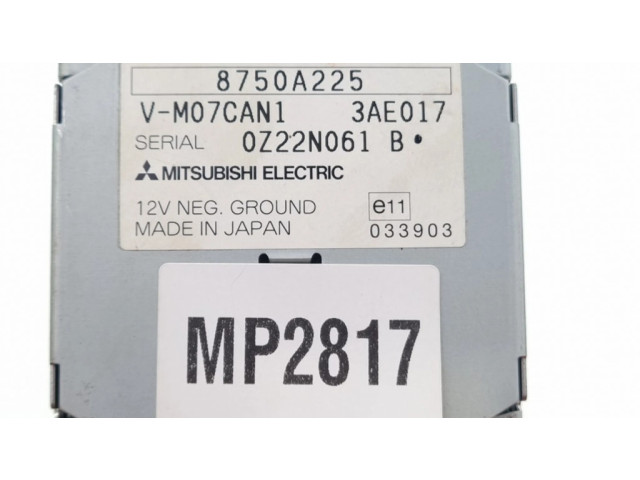 8750A225
V-M07CAN1 3AE017
SERIAL 0Z22N061 B
MITSUBISHI ELECTRIC
12V NEG. GROUND e11
MADE IN JAPAN 033903
MP2817